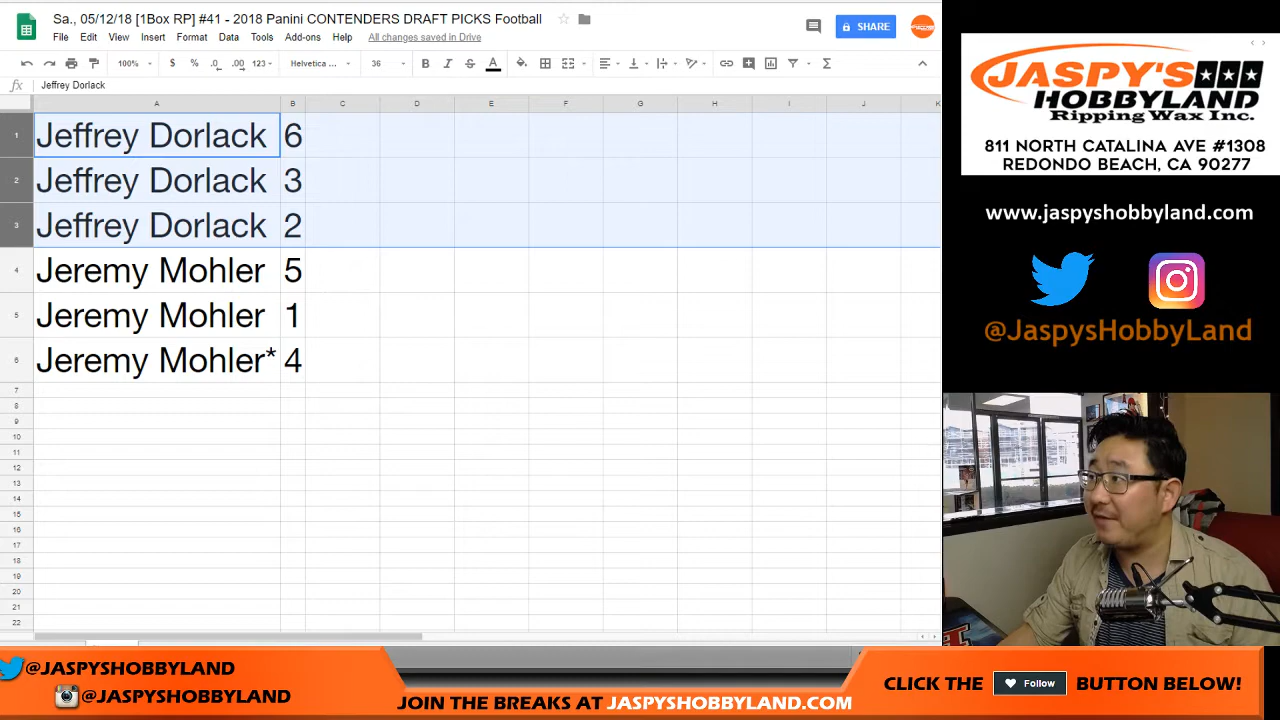 Sa., 05/12/18 [1Box RP] #41 - 2018 Panini CONTENDERS DRAFT PICKS Football
File Edit View Insert Format Data Tools Add-ons Help All changes saved in Drive
SHARE
100% $ % .0 .00 123 Helvetica ... 36 B I S A
fx Jeffrey Dorlack
A B C D E F G H I J K
1 Jeffrey Dorlack 6
2 Jeffrey Dorlack 3
3 Jeffrey Dorlack 2
4 Jeremy Mohler 5
5 Jeremy Mohler 1
6 Jeremy Mohler* 4
7
8
9
10
11
12
13
14
15
16
17
18
19
20
21
22
JASPY'S
HOBBYLAND
Ripping Wax Inc.
811 NORTH CATALINA AVE #1308
REDONDO BEACH, CA 90277
www.jaspyshobbyland.com
@JaspysHobbyLand
@JASPYSHOBBYLAND
@JASPYSHOBBYLAND
JOIN THE BREAKS AT JASPYSHOBBYLAND.COM
CLICK THE Follow BUTTON BELOW!